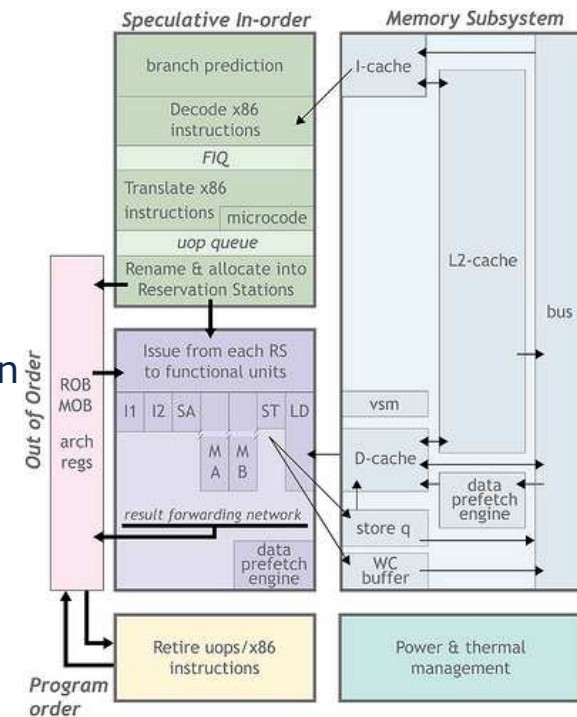 Speculative In-order
Memory Subsystem
branch prediction
Decode x86
instructions
FIQ
Translate x86
instructions
microcode
uop queue
Rename & allocate into
Reservation Stations
I-cache
L2-cache
bus
n
Out of Order
ROB
MOB
arch
regs
Issue from each RS
to functional units
I1
I2
SA
ST
LD
M
A
M
B
result forwarding network
data
prefetch
engine
vsm
D-cache
data
prefetch
engine
store q
WC
buffer
Retire uops/x86
instructions
Power & thermal
management
Program
order